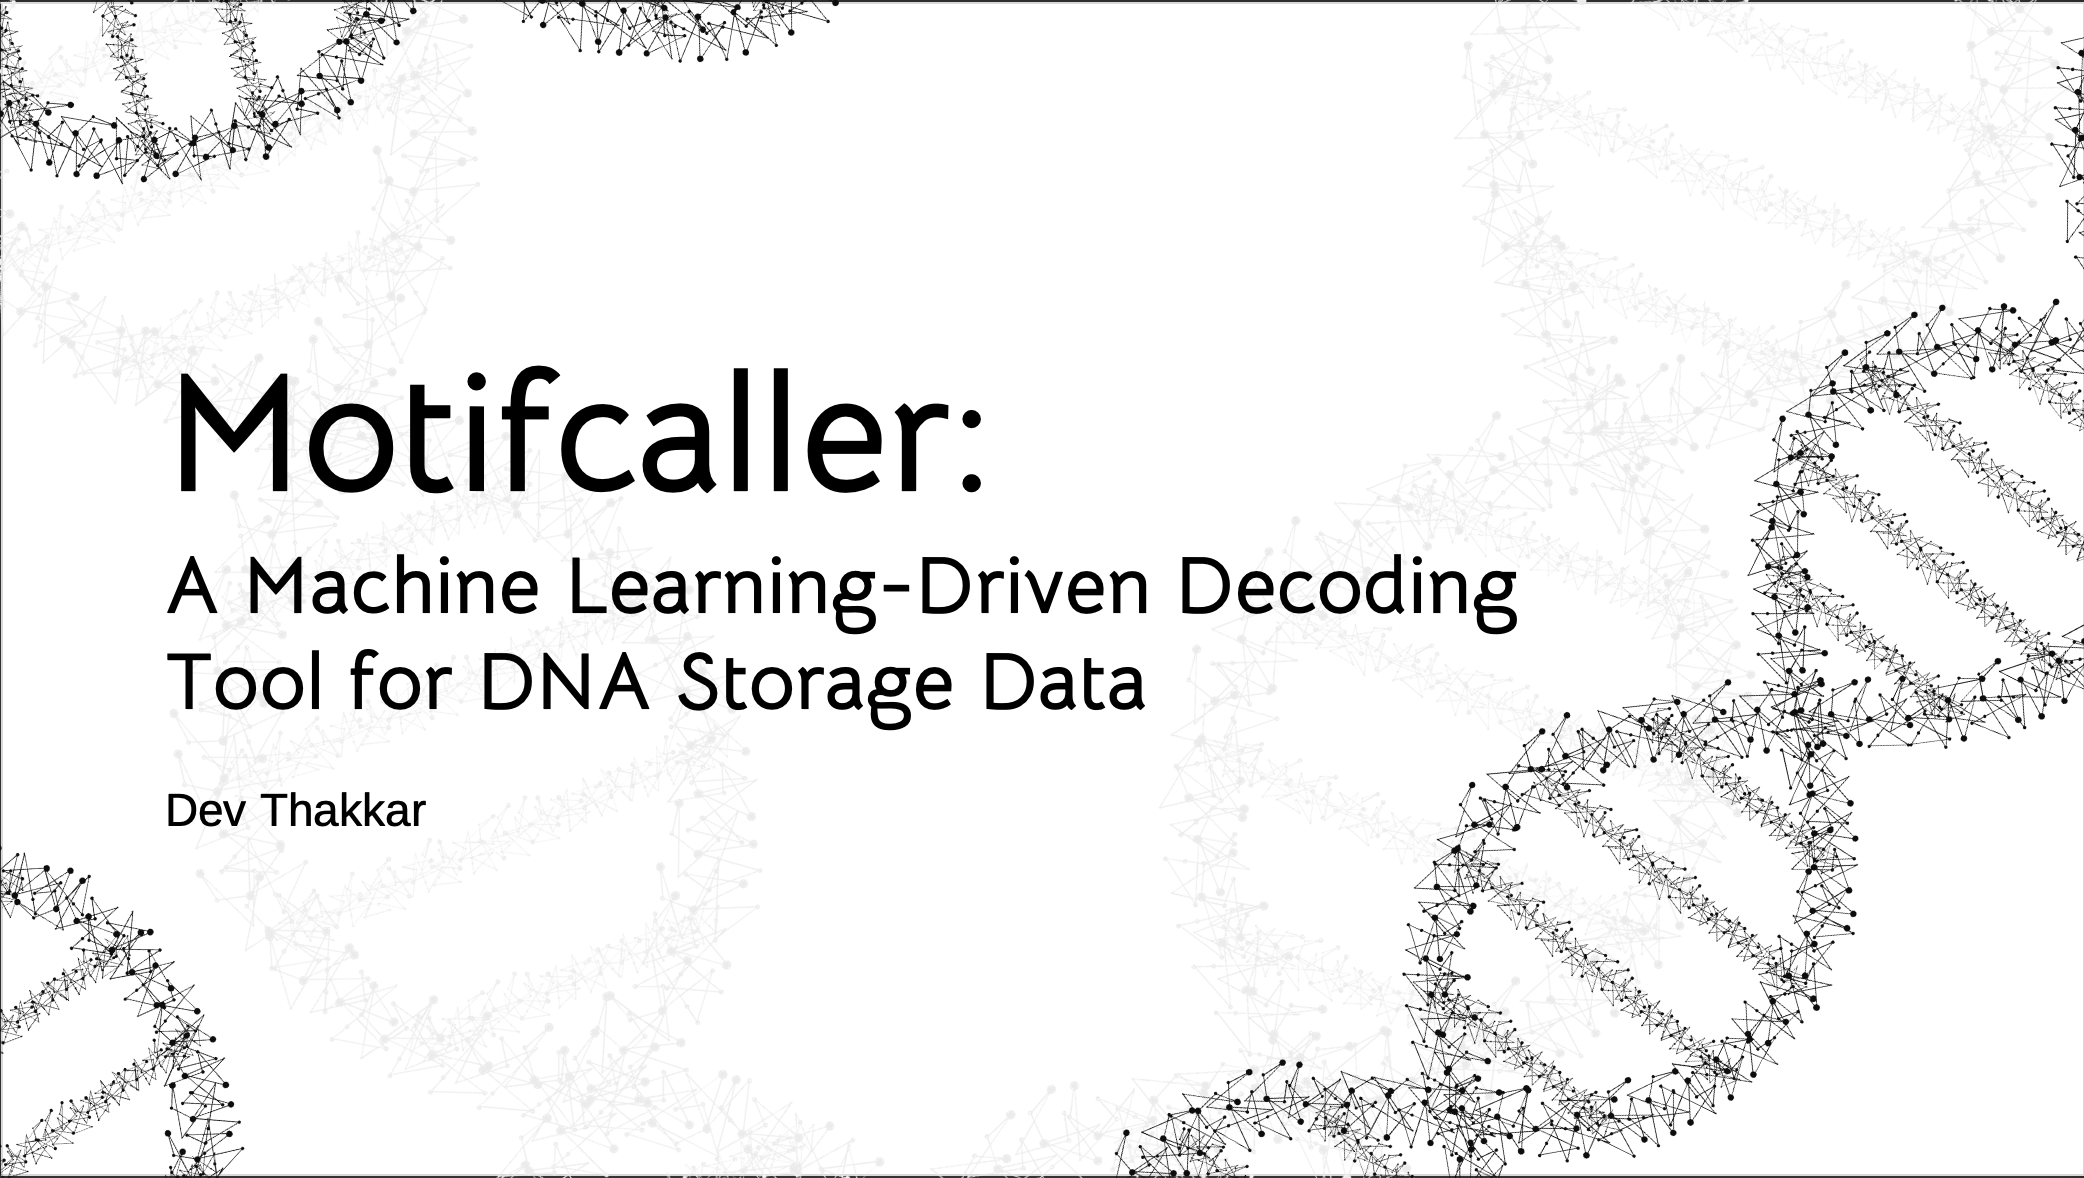 Motifcaller:
A Machine Learning-Driven Decoding
Tool for DNA Storage Data
Dev Thakkar